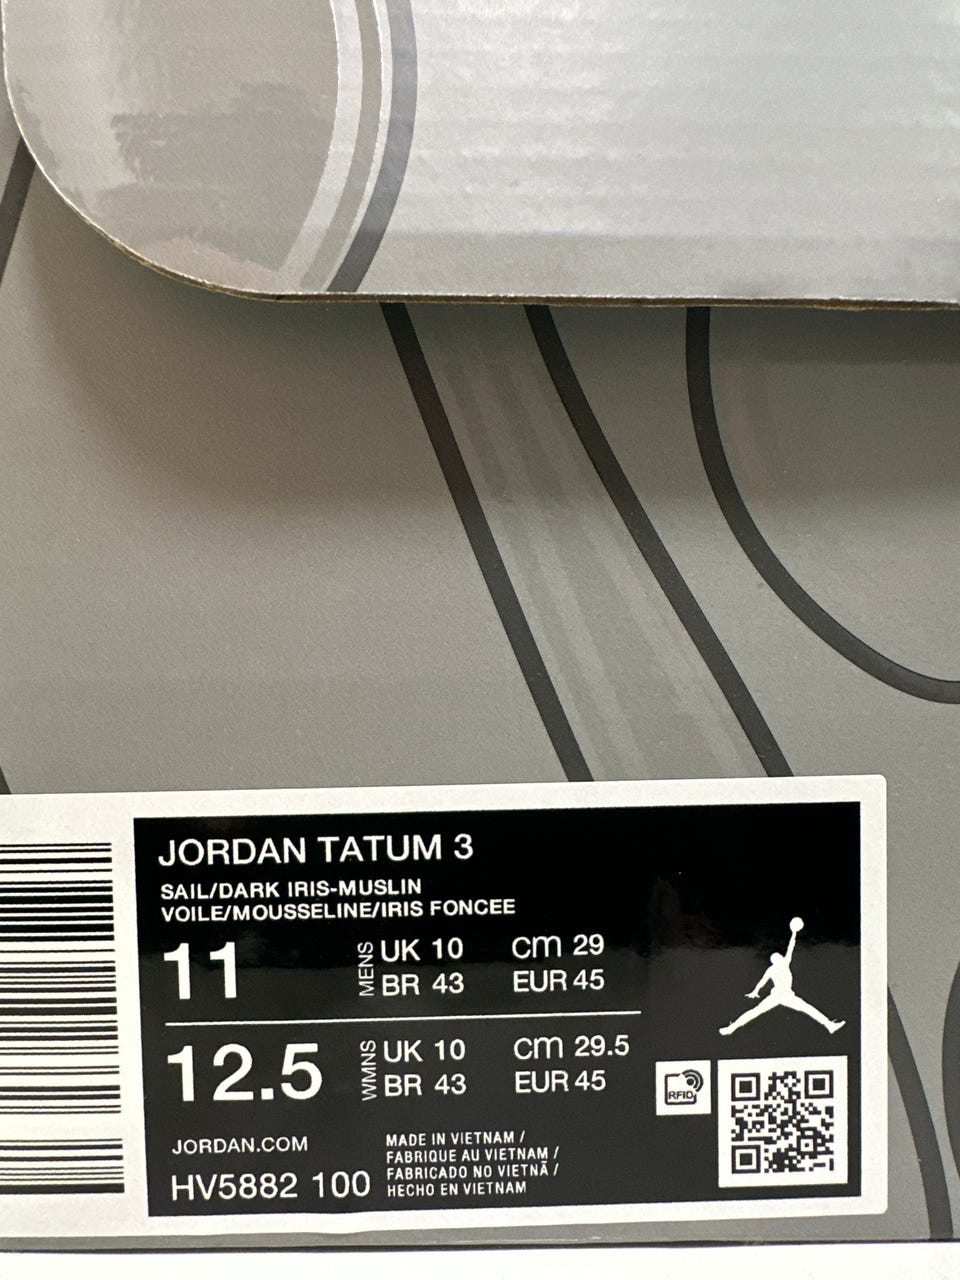 JORDAN TATUM 3
SAIL/DARK IRIS-MUSLIN
VOILE/MOUSSELINE/IRIS FONCEE
11 MENS UK 10 cm 29
BR 43 EUR 45
12.5 WMNS UK 10 cm 29.5
BR 43 EUR 45
RFID
JORDAN.COM
HV5882 100
MADE IN VIETNAM /
FABRIQUE AU VIETNAM /
FABRICADO NO VIETNÃ /
HECHO EN VIETNAM